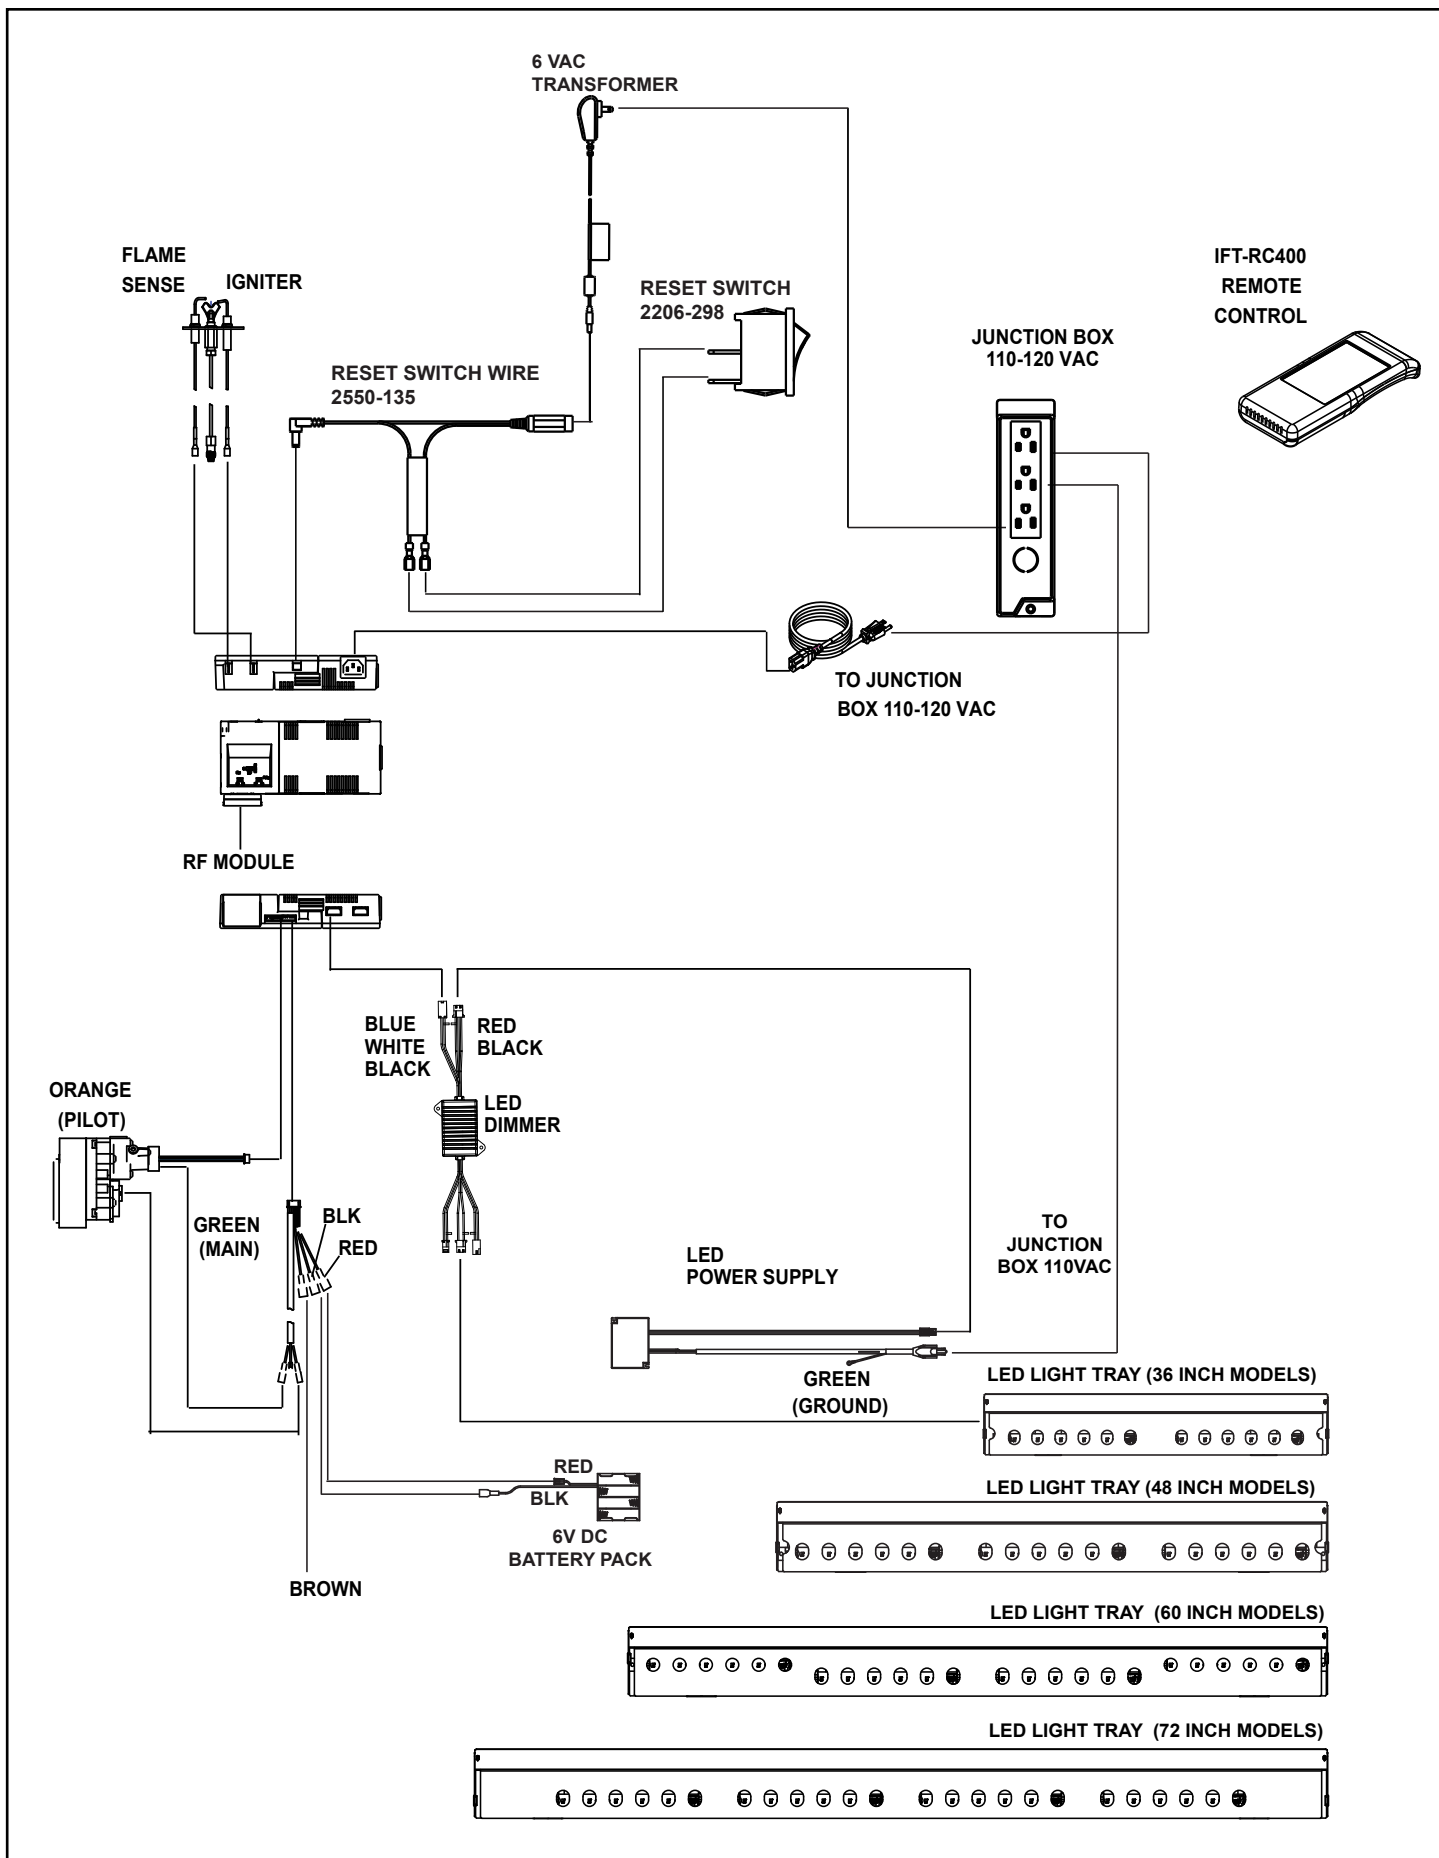 6 VAC
TRANSFORMER
FLAME
SENSE
IGNITER
RESET SWITCH
2206-298
RESET SWITCH WIRE
2550-135
JUNCTION BOX
110-120 VAC
IFT-RC400
REMOTE
CONTROL
TO JUNCTION
BOX 110-120 VAC
RF MODULE
BLUE
WHITE
BLACK
RED
BLACK
LED
DIMMER
ORANGE
(PILOT)
GREEN
(MAIN)
BLK
RED
LED
POWER SUPPLY
TO
JUNCTION
BOX 110VAC
GREEN
(GROUND)
LED LIGHT TRAY (36 INCH MODELS)
RED
BLK
6V DC
BATTERY PACK
BROWN
LED LIGHT TRAY (48 INCH MODELS)
LED LIGHT TRAY (60 INCH MODELS)
LED LIGHT TRAY (72 INCH MODELS)